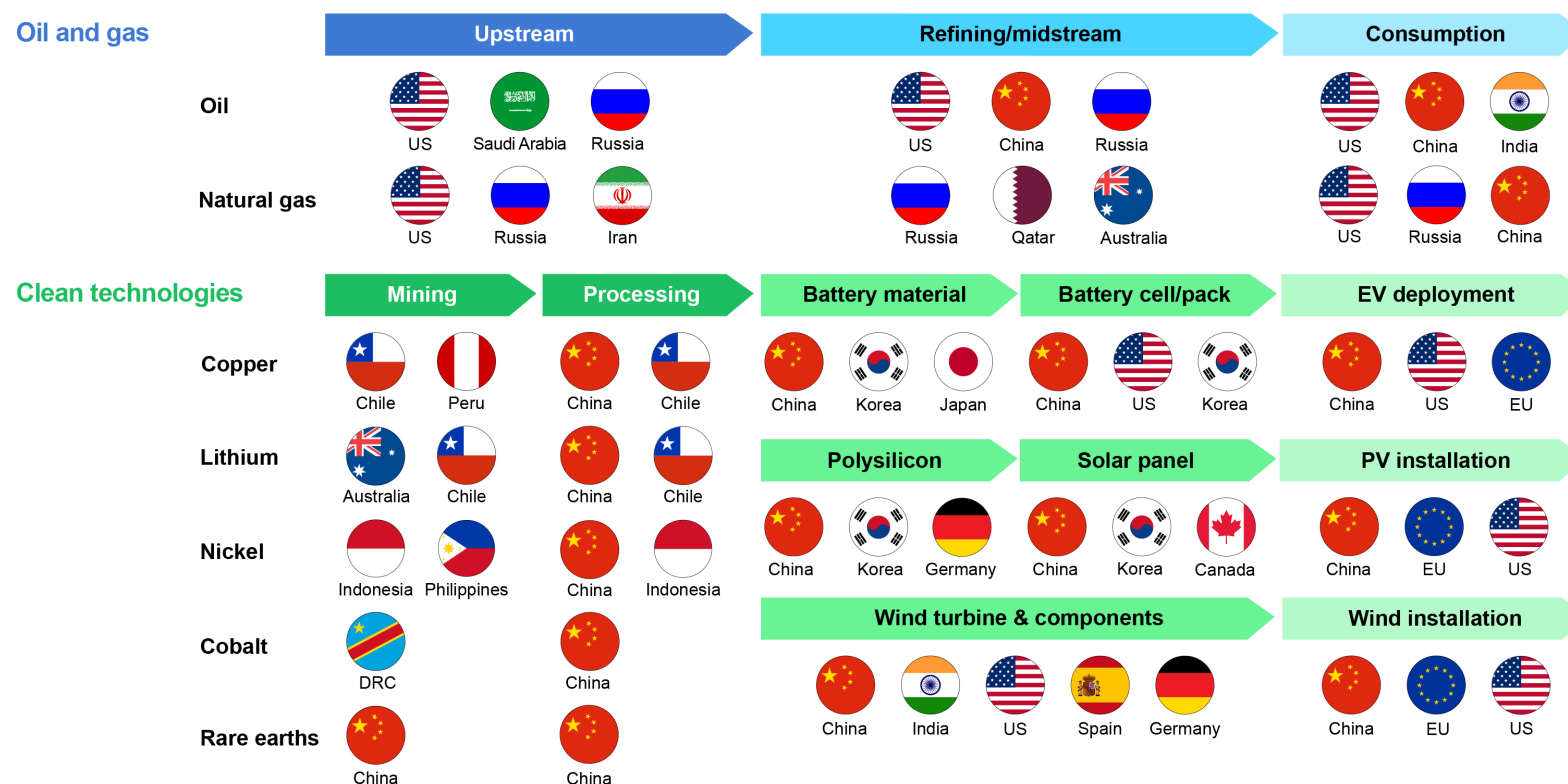 Oil and gas
Upstream
Refining/midstream
Consumption
Oil
US Saudi Arabia Russia
US China Russia
US China India
Natural gas
US Russia Iran
Russia Qatar Australia
US Russia China
Clean technologies
Mining
Processing
Battery material
Battery cell/pack
EV deployment
Copper
Chile Peru
China Chile
China Korea Japan
China US Korea
China US EU
Lithium
Australia Chile
China Chile
Polysilicon
Solar panel
PV installation
Nickel
Indonesia Philippines
China Indonesia
China Korea Germany
China Korea Canada
China EU US
Wind turbine & components
Wind installation
Cobalt
DRC
China
China India US Spain Germany
China EU US
Rare earths
China
China